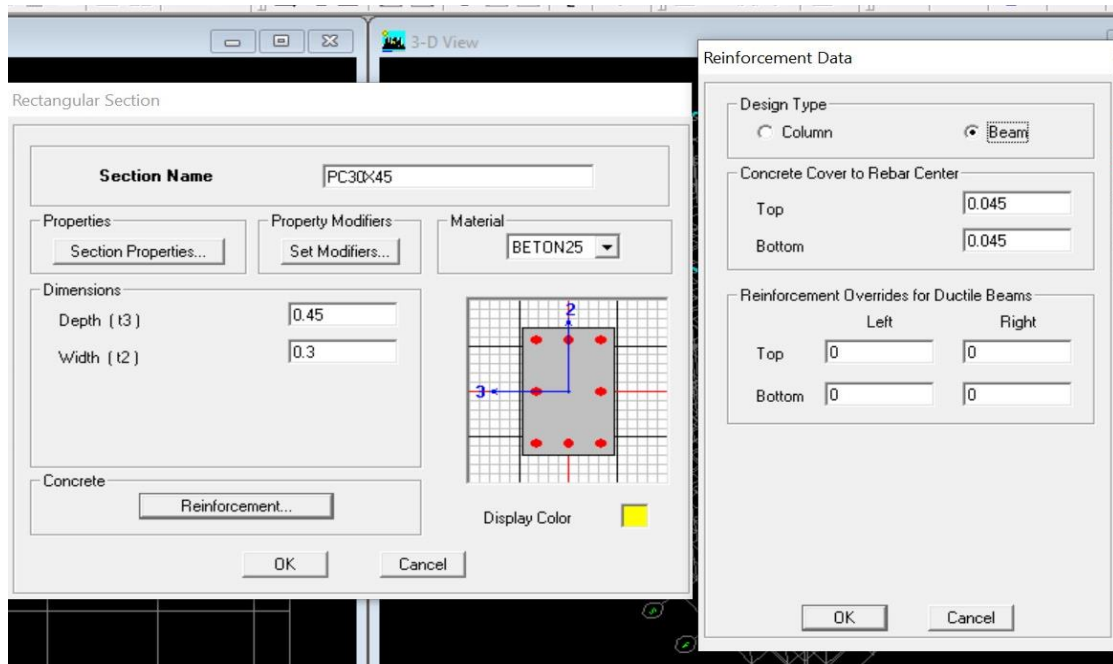 3-D View
Rectangular Section
Section Name PC30X45
Properties
Section Properties...
Property Modifiers
Set Modifiers...
Material
BETON25
Dimensions
Depth ( t3 ) 0.45
Width ( t2 ) 0.3
2
3
Concrete
Reinforcement...
Display Color
OK Cancel
Reinforcement Data
Design Type
Column Beam
Concrete Cover to Rebar Center
Top 0.045
Bottom 0.045
Reinforcement Overrides for Ductile Beams
Left Right
Top 0 0
Bottom 0 0
OK Cancel